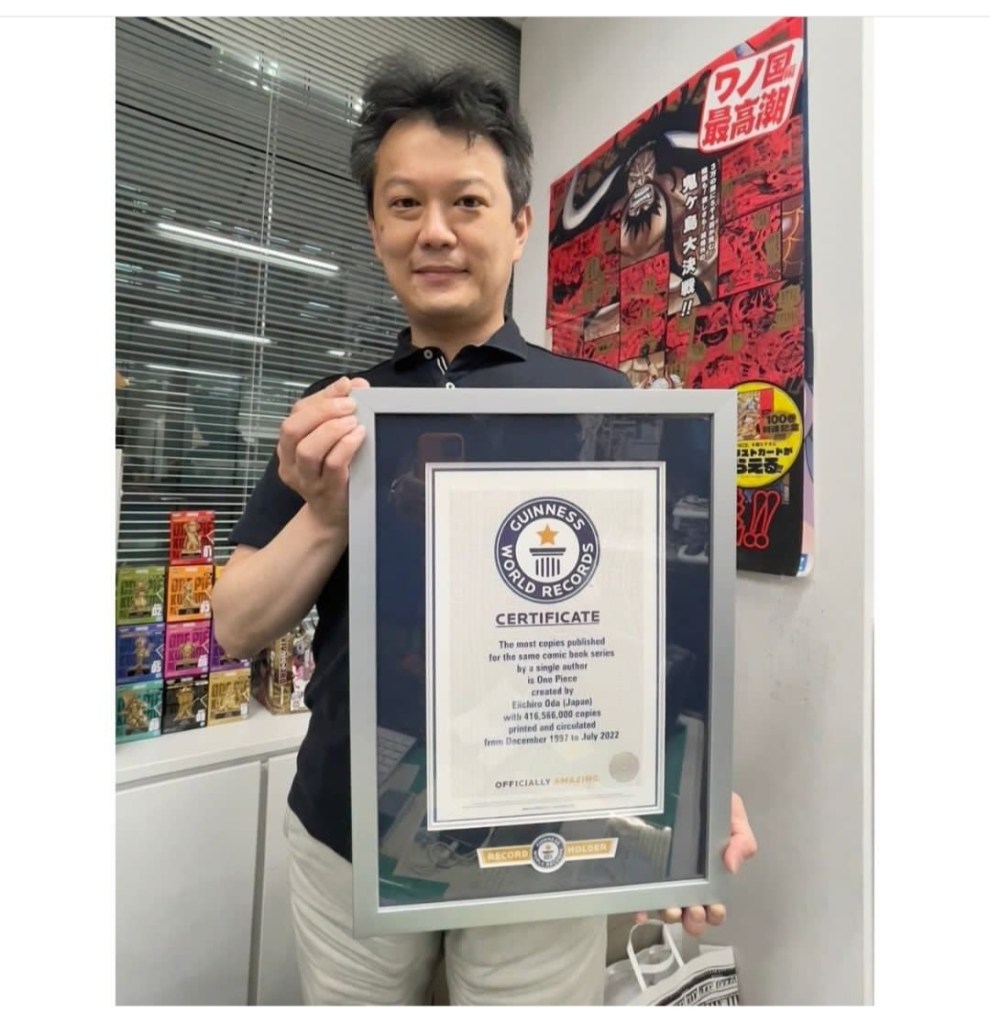 ワノ国編
最高潮
鬼ヶ島大決戦!!
100巻
GUINNESS
WORLD RECORDS
CERTIFICATE
The most copies published
for the same comic book series
by a single author
is One Piece
created by
Eiichiro Oda (Japan)
with 416,566,000 copies
printed and circulated
from December 1997 to July 2022
OFFICIALLY AMAZING
RECORD HOLDER